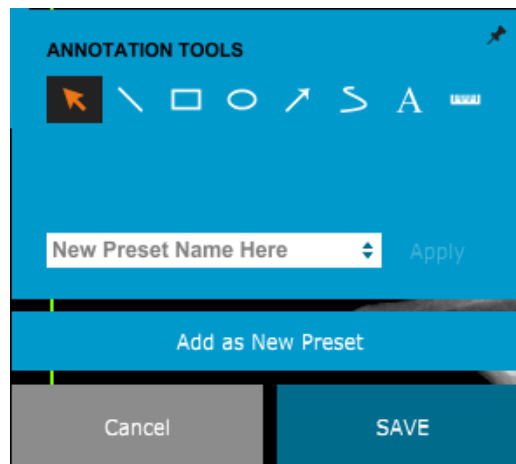 ANNOTATION TOOLS
A
New Preset Name Here
Apply
Add as New Preset
Cancel
SAVE